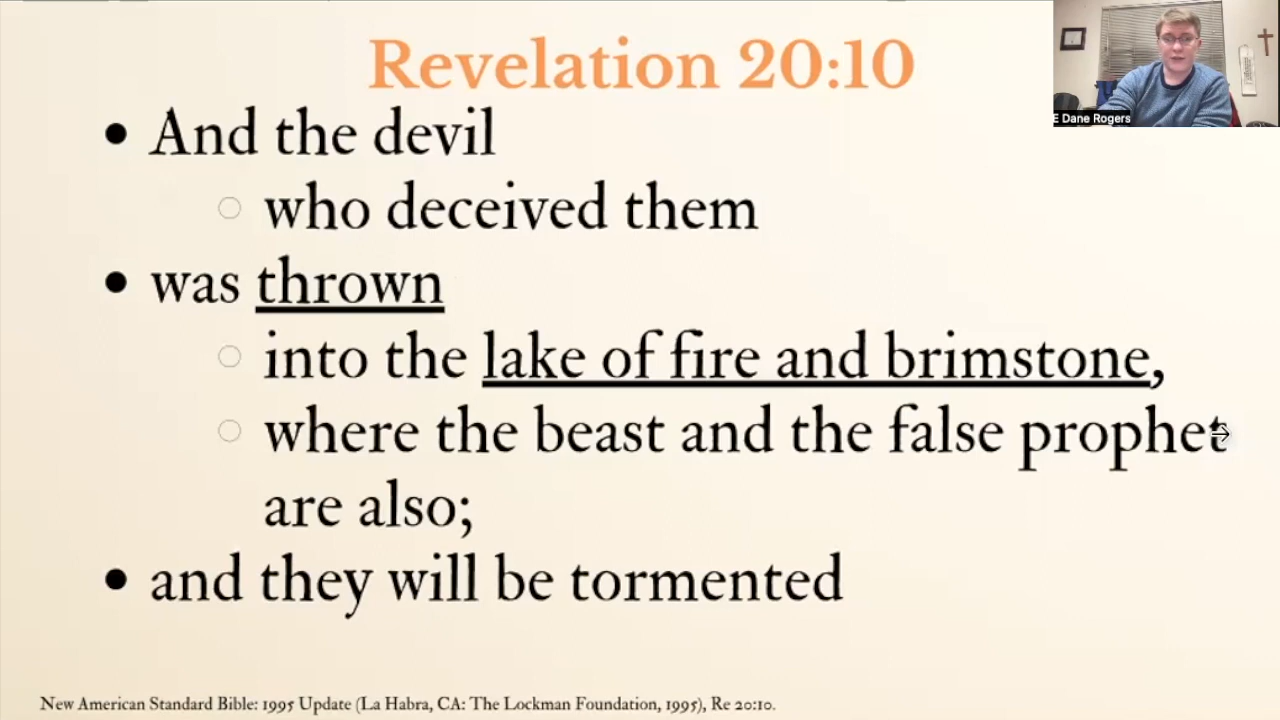 Revelation 20:10
E Dane Rogers
• And the devil
○ who deceived them
• was thrown
○ into the lake of fire and brimstone,
○ where the beast and the false prophet
are also;
• and they will be tormented
New American Standard Bible: 1995 Update (La Habra, CA: The Lockman Foundation, 1995), Re 20:10.